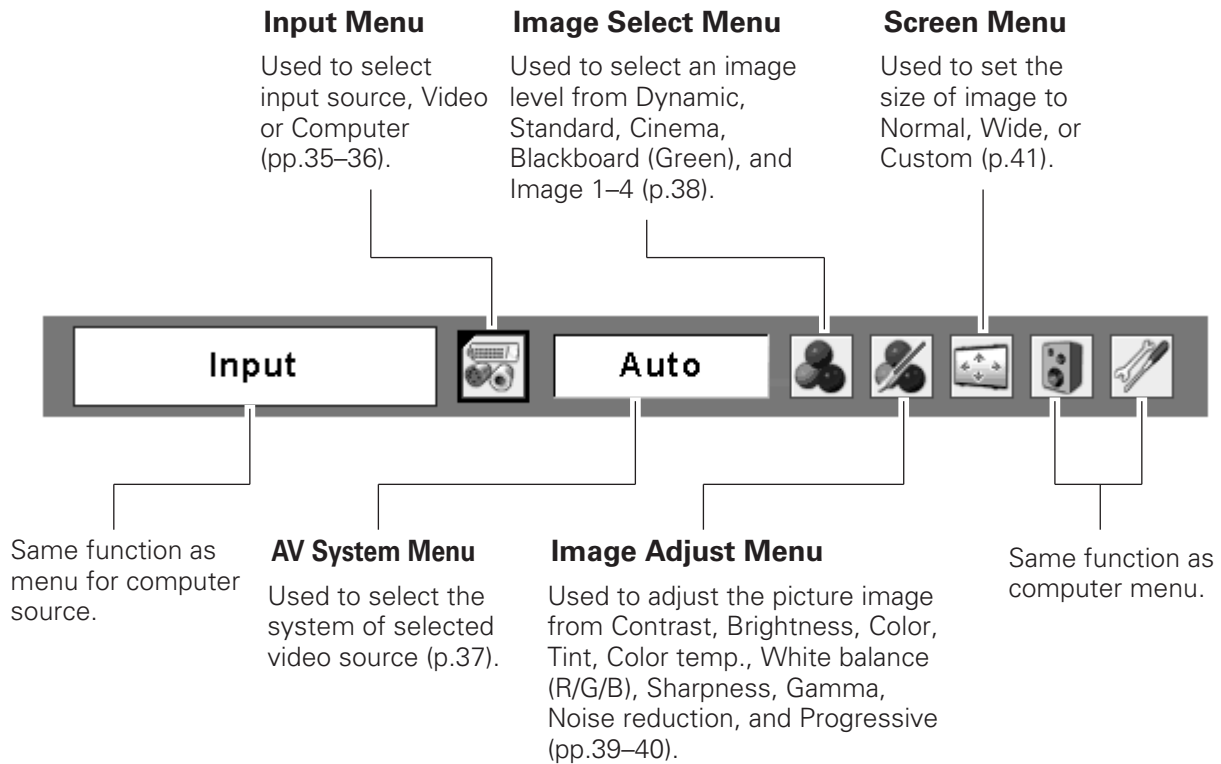 Input Menu
Used to select
input source, Video
or Computer
(pp.35–36).
Image Select Menu
Used to select an image
level from Dynamic,
Standard, Cinema,
Blackboard (Green), and
Image 1–4 (p.38).
Screen Menu
Used to set the
size of image to
Normal, Wide, or
Custom (p.41).
Input
Auto
Same function as
menu for computer
source.
AV System Menu
Used to select the
system of selected
video source (p.37).
Image Adjust Menu
Used to adjust the picture image
from Contrast, Brightness, Color,
Tint, Color temp., White balance
(R/G/B), Sharpness, Gamma,
Noise reduction, and Progressive
(pp.39–40).
Same function as
computer menu.